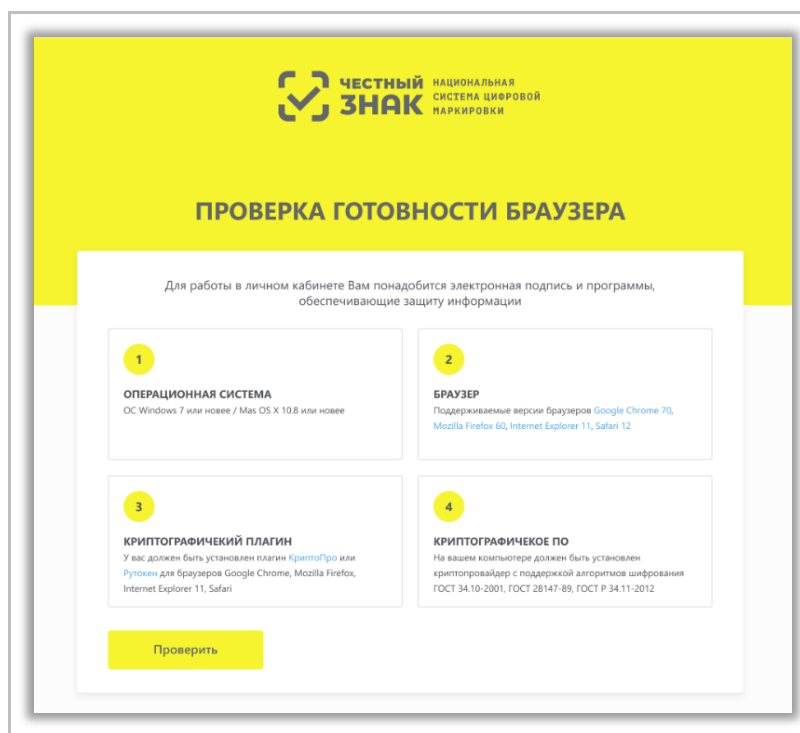 ЧЕСТНЫЙ
ЗНАК
НАЦИОНАЛЬНАЯ
СИСТЕМА ЦИФРОВОЙ
МАРКИРОВКИ
ПРОВЕРКА ГОТОВНОСТИ БРАУЗЕРА
Для работы в личном кабинете Вам понадобится электронная подпись и программы,
обеспечивающие защиту информации
1
ОПЕРАЦИОННАЯ СИСТЕМА
ОС Windows 7 или новее / Mas OS X 10.8 или новее
2
БРАУЗЕР
Поддерживаемые версии браузеров Google Chrome 70,
Mozilla Firefox 60, Internet Explorer 11, Safari 12
3
КРИПТОГРАФИЧЕКИЙ ПЛАГИН
У вас должен быть установлен плагин КриптоПро или
Рутокен для браузеров Google Chrome, Mozilla Firefox,
Internet Explorer 11, Safari
4
КРИПТОГРАФИЧЕКОЕ ПО
На вашем компьютере должен быть установлен
криптопровайдер с поддержкой алгоритмов шифрования
ГОСТ 34.10-2001, ГОСТ 28147-89, ГОСТ Р 34.11-2012
Проверить